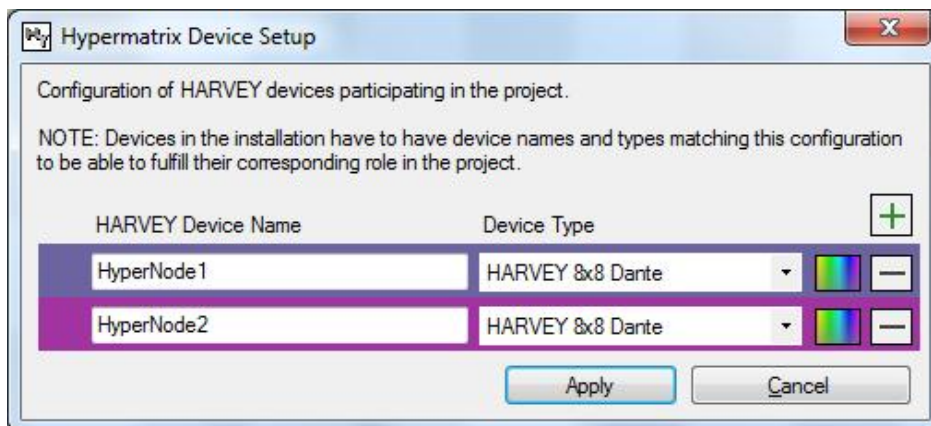 Hypermatrix Device Setup
Configuration of HARVEY devices participating in the project.
NOTE: Devices in the installation have to have device names and types matching this configuration
to be able to fulfill their corresponding role in the project.
HARVEY Device Name Device Type
HyperNode1 HARVEY 8x8 Dante
HyperNode2 HARVEY 8x8 Dante
Apply Cancel